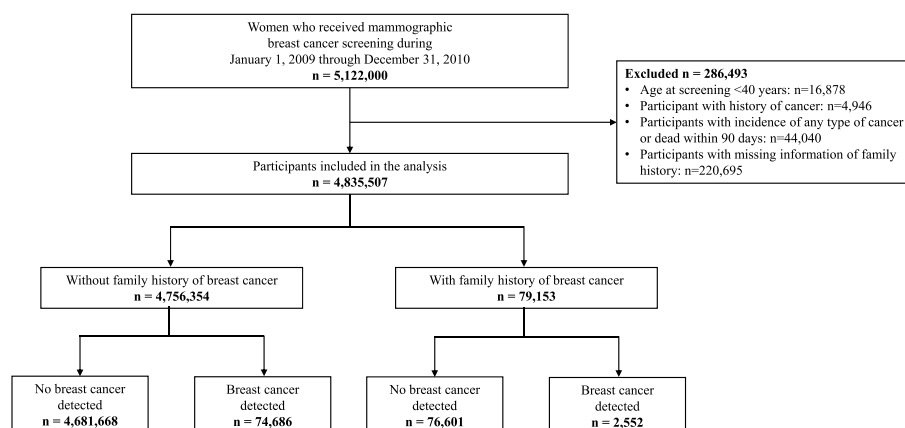 Women who received mammographic
breast cancer screening during
January 1, 2009 through December 31, 2010
n = 5,122,000
Excluded n = 286,493
• Age at screening <40 years: n=16,878
• Participant with history of cancer: n=4,946
• Participants with incidence of any type of cancer
or dead within 90 days: n=44,040
• Participants with missing information of family
history: n=220,695
Participants included in the analysis
n = 4,835,507
Without family history of breast cancer
n = 4,756,354
With family history of breast cancer
n = 79,153
No breast cancer
detected
n = 4,681,668
Breast cancer
detected
n = 74,686
No breast cancer
detected
n = 76,601
Breast cancer
detected
n = 2,552